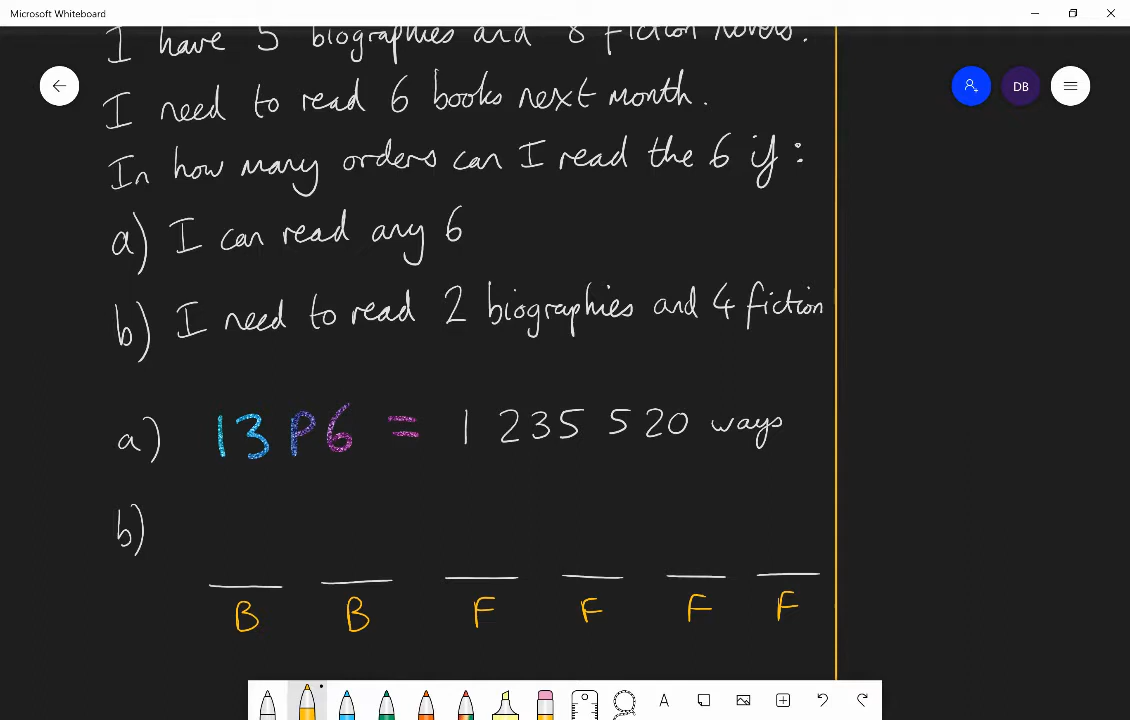 Microsoft Whiteboard
I have 5 biographies and 8 fiction novels.
I need to read 6 books next month.
DB
In how many orders can I read the 6 if :
a) I can read any 6
b) I need to read 2 biographies and 4 fiction
a) 13P6 = 1 235 520 ways
b)
B B F F F F
A